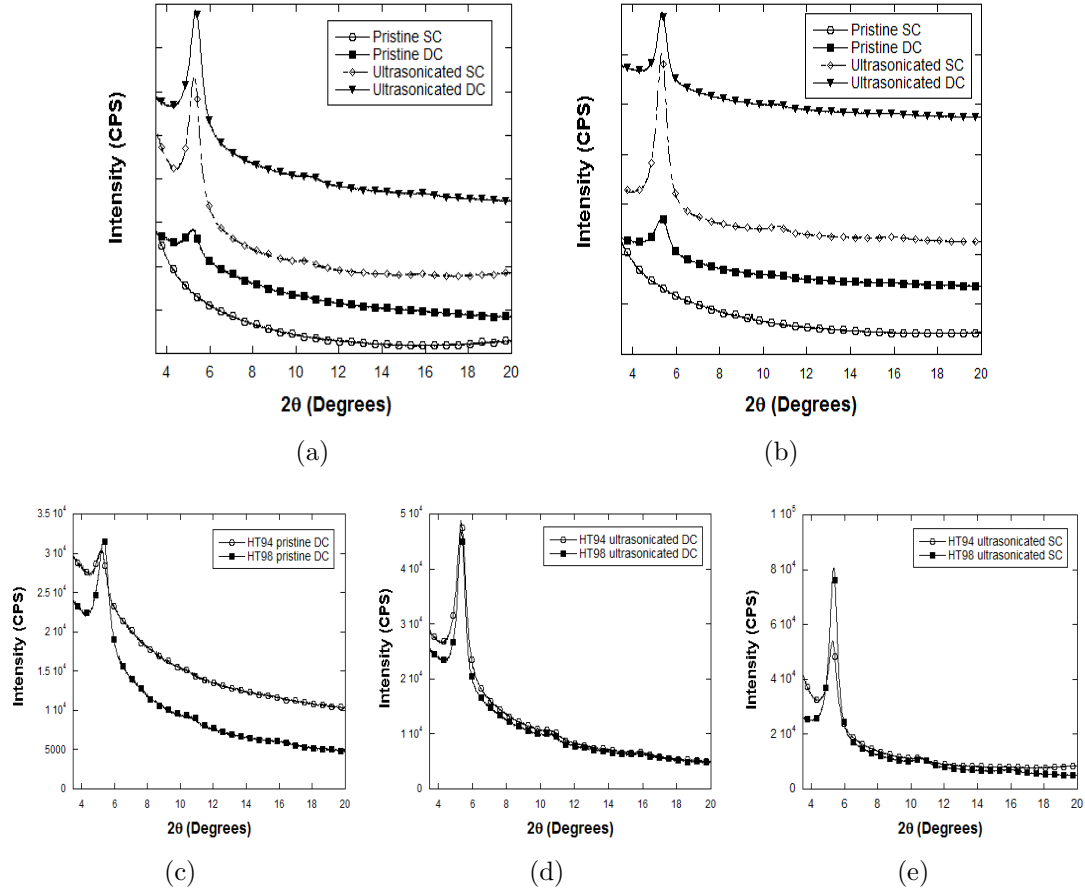 Pristine SC
Pristine DC
Ultrasonicated SC
Ultrasonicated DC
Intensity (CPS)
4 6 8 10 12 14 16 18 20
2θ (Degrees)
(a)
Pristine SC
Pristine DC
Ultrasonicated SC
Ultrasonicated DC
Intensity (CPS)
4 6 8 10 12 14 16 18 20
2θ (Degrees)
(b)
3.5 10⁴
3 10⁴
2.5 10⁴
2 10⁴
1.5 10⁴
1 10⁴
5000
0
HT94 pristine DC
HT98 pristine DC
Intensity (CPS)
4 6 8 10 12 14 16 18 20
2θ (Degrees)
(c)
5 10⁴
4 10⁴
3 10⁴
2 10⁴
1 10⁴
0
HT94 ultrasonicated DC
HT98 ultrasonicated DC
Intensity (CPS)
4 6 8 10 12 14 16 18 20
2θ (Degrees)
(d)
1 10⁵
8 10⁴
6 10⁴
4 10⁴
2 10⁴
0
HT94 ultrasonicated SC
HT98 ultrasonicated SC
Intensity (CPS)
4 6 8 10 12 14 16 18 20
2θ (Degrees)
(e)